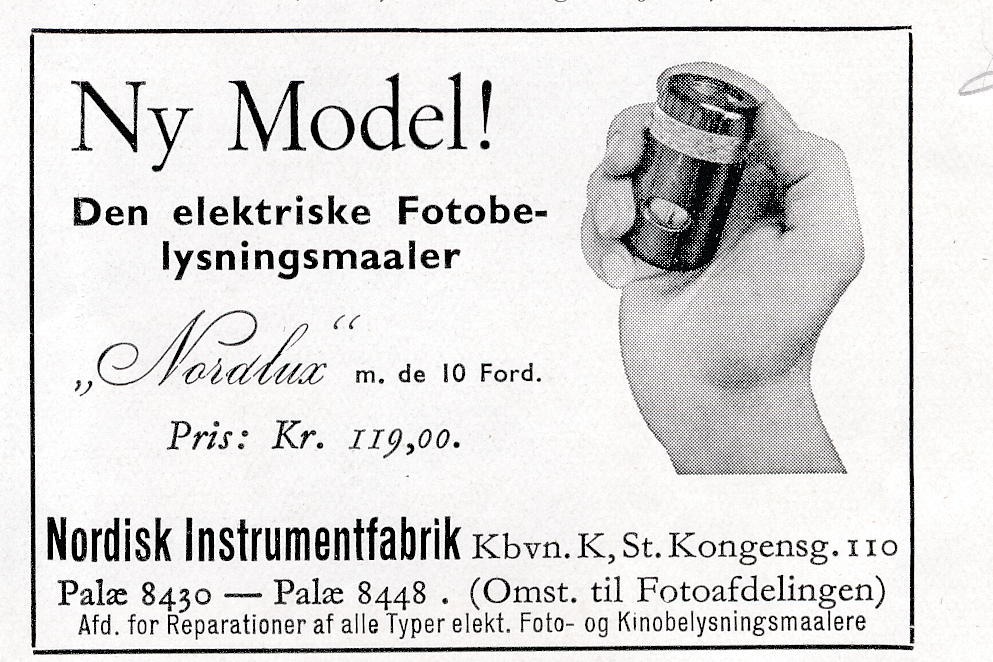 Ny Model!
Den elektriske Fotobe-
lysningsmaaler
„Nordlux“ m. de 10 Ford.
Pris: Kr. 119,00.
Nordisk Instrumentfabrik Kbvn. K, St. Kongensg. 110
Palæ 8430 — Palæ 8448 . (Omst. til Fotoafdelingen)
Afd. for Reparationer af alle Typer elekt. Foto- og Kinobelysningsmaalere